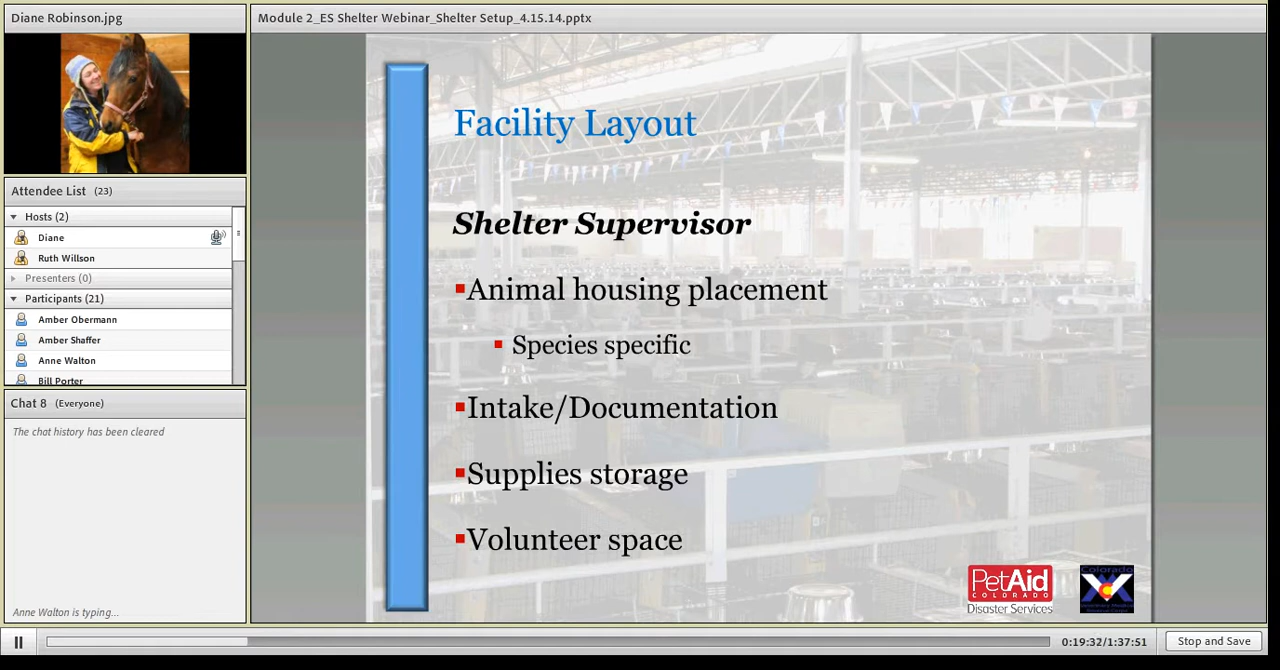 Diane Robinson.jpg
Attendee List (23)
Hosts (2)
Diane
Ruth Willson
Presenters (0)
Participants (21)
Amber Obermann
Amber Shaffer
Anne Walton
Bill Porter
Chat 8 (Everyone)
The chat history has been cleared
Anne Walton is typing...
Module 2_ES Shelter Webinar_Shelter Setup_4.15.14.pptx
Facility Layout
Shelter Supervisor
Animal housing placement
Species specific
Intake/Documentation
Supplies storage
Volunteer space
PetAid
COLORADO
Disaster Services
Colorado
0:19:32/1:37:51
Stop and Save